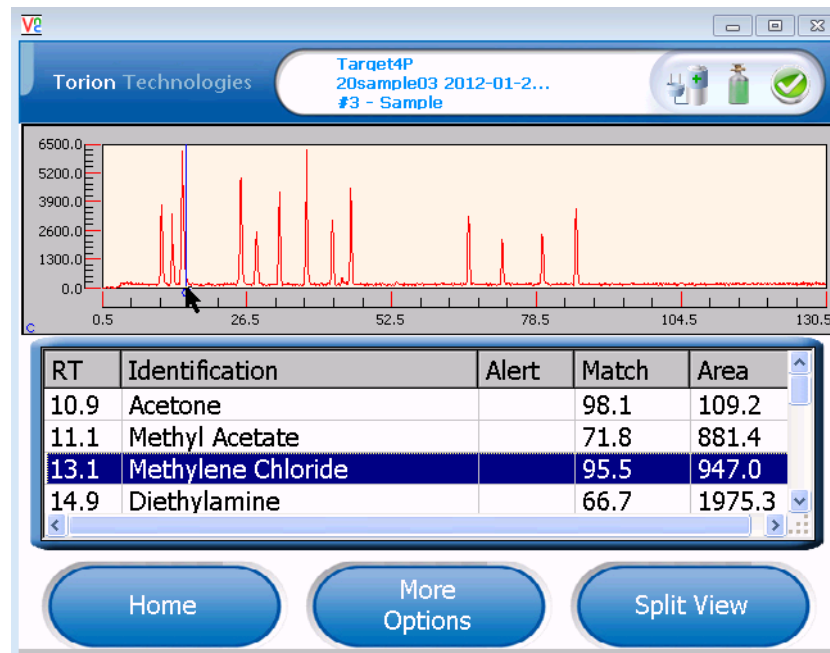 Torion Technologies
Target4P
20sample03 2012-01-2...
#3 - Sample
6500.0
5200.0
3900.0
2600.0
1300.0
0.0
0.5 26.5 52.5 78.5 104.5 130.5
C
RT Identification Alert Match Area
10.9 Acetone 98.1 109.2
11.1 Methyl Acetate 71.8 881.4
13.1 Methylene Chloride 95.5 947.0
14.9 Diethylamine 66.7 1975.3
Home
More
Options
Split View